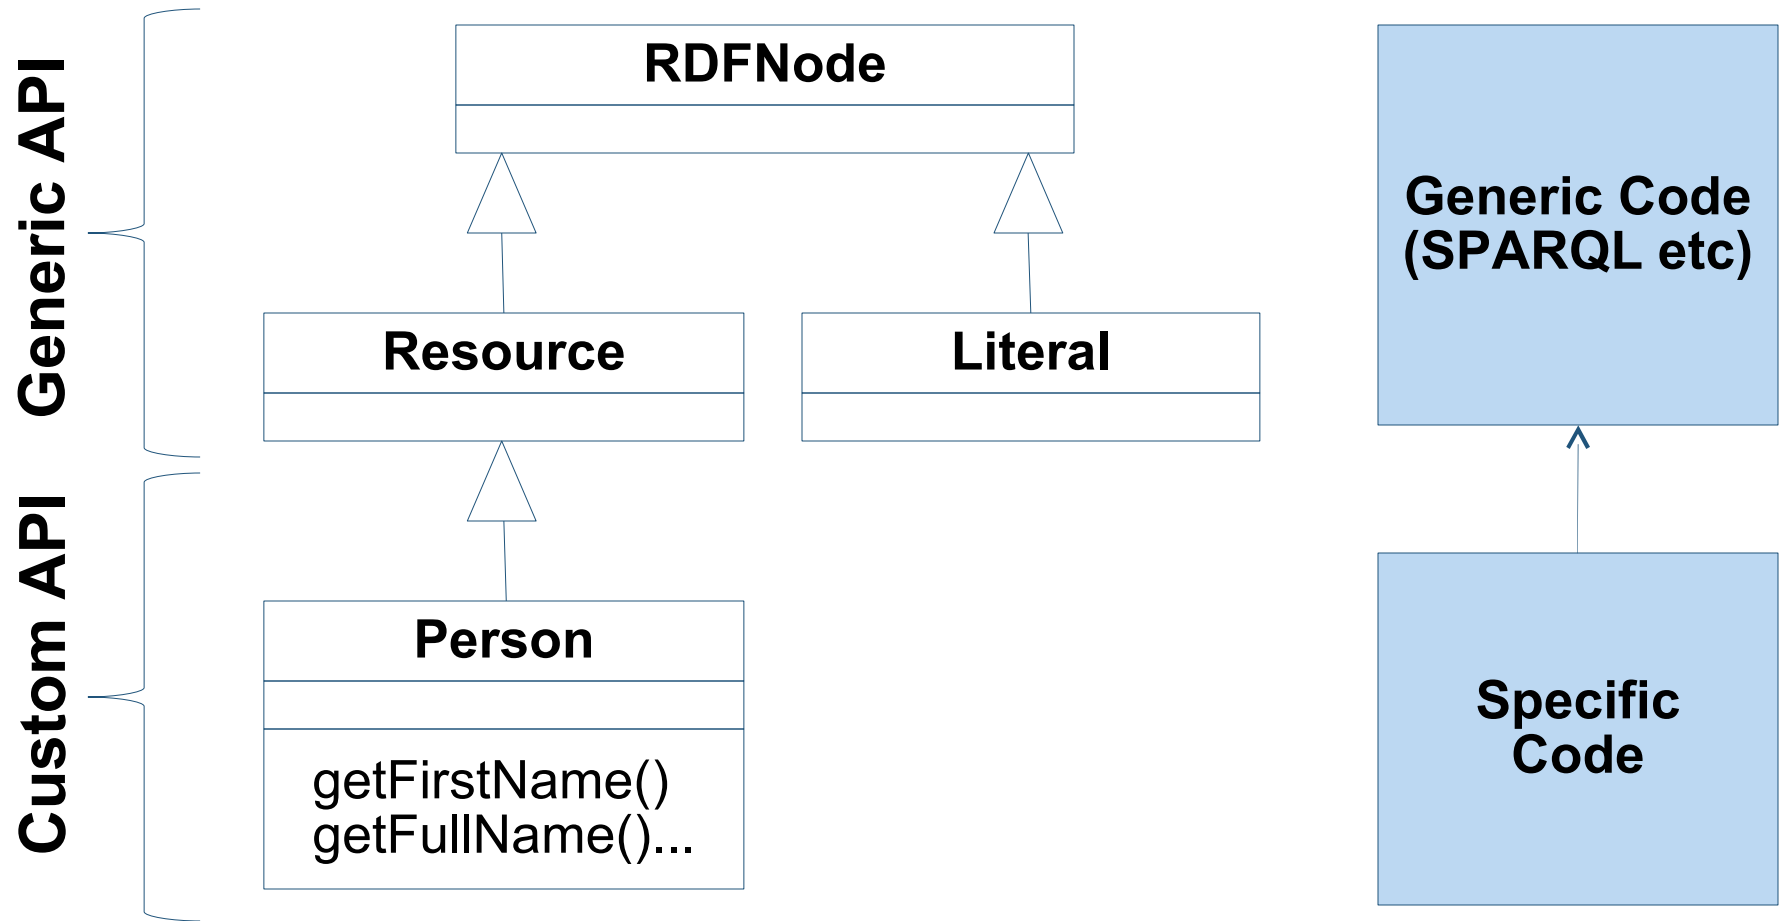 Generic API
RDFNode
Resource
Literal
Generic Code
(SPARQL etc)
Custom API
Person
getFirstName()
getFullName()...
Specific
Code